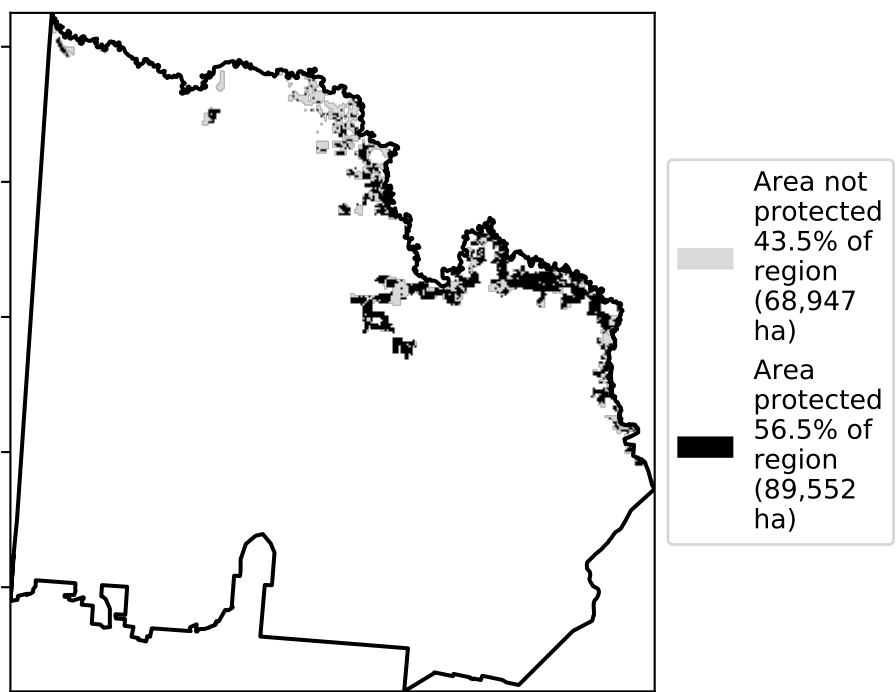 Area not
protected
43.5% of
region
(68,947
ha)
Area
protected
56.5% of
region
(89,552
ha)